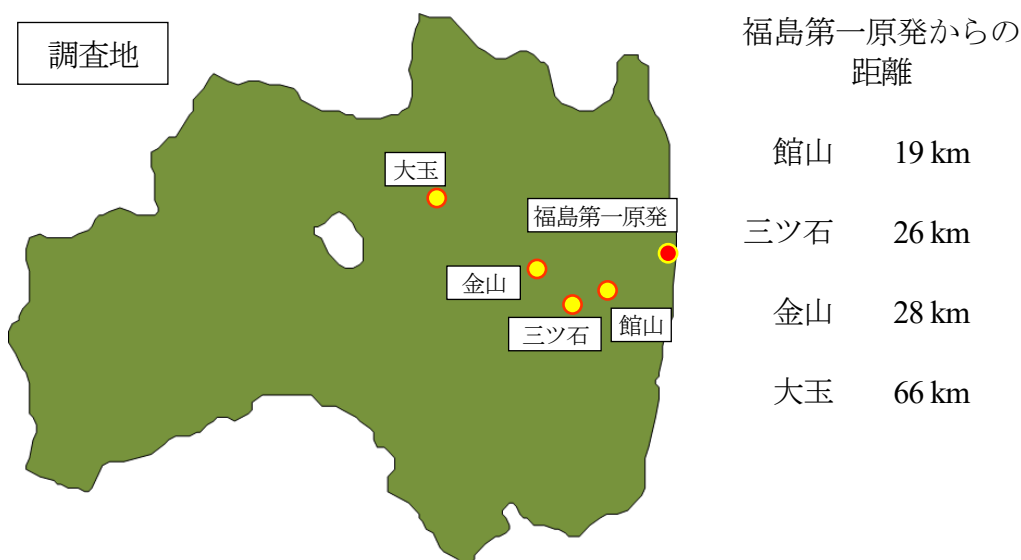 調査地
大玉
福島第一原発
金山
三ツ石
館山
福島第一原発からの
距離
館山 19 km
三ツ石 26 km
金山 28 km
大玉 66 km